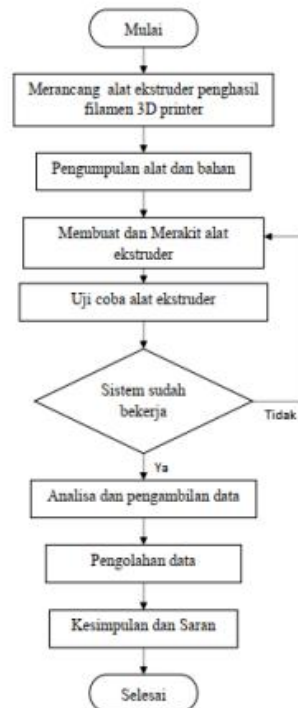 Mulai
Merancang alat ekstruder penghasil
filamen 3D printer
Pengumpulan alat dan bahan
Membuat dan Merakit alat
ekstruder
Uji coba alat ekstruder
Sistem sudah
bekerja
Tidak
Ya
Analisa dan pengambilan data
Pengolahan data
Kesimpulan dan Saran
Selesai